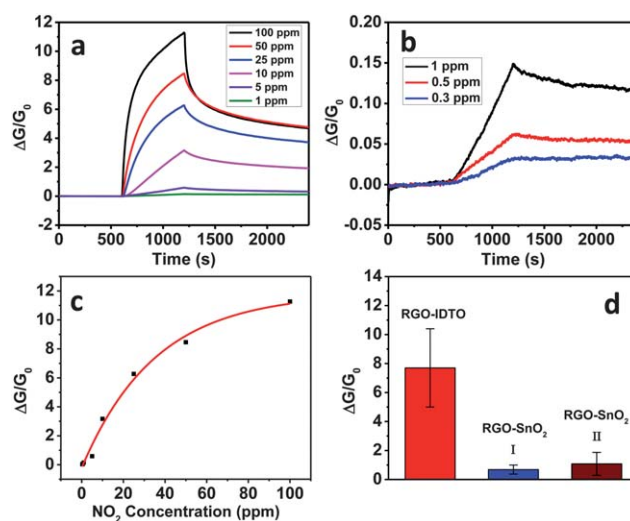 a
100 ppm
50 ppm
25 ppm
10 ppm
5 ppm
1 ppm
12
10
8
6
4
2
0
-2
ΔG/G₀
0 500 1000 1500 2000
Time (s)
b
1 ppm
0.5 ppm
0.3 ppm
0.15
0.10
0.05
0.00
-0.05
ΔG/G₀
0 500 1000 1500 2000
Time (s)
c
14
12
10
8
6
4
2
0
ΔG/G₀
0 20 40 60 80 100
NO₂ Concentration (ppm)
d
14
12
10
8
6
4
2
0
ΔG/G₀
RGO-IDTO
RGO-SnO₂
I
RGO-SnO₂
II